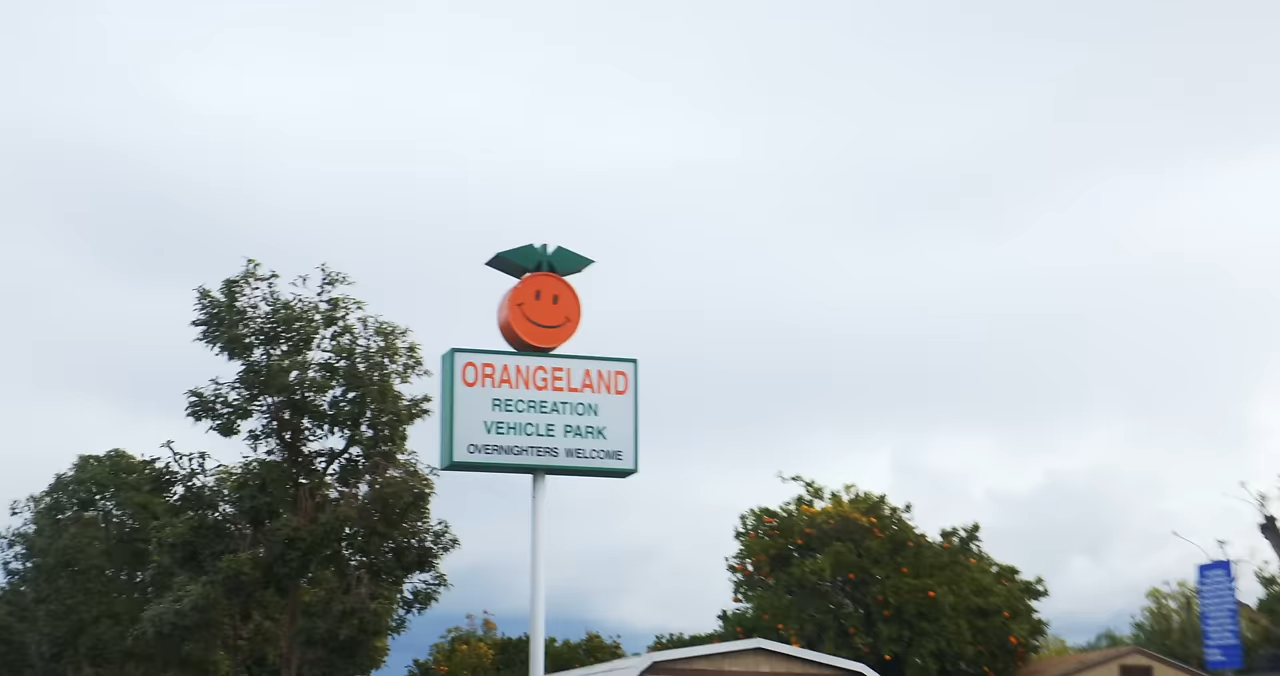 ORANGELAND
RECREATION
VEHICLE PARK
OVERNIGHTERS WELCOME